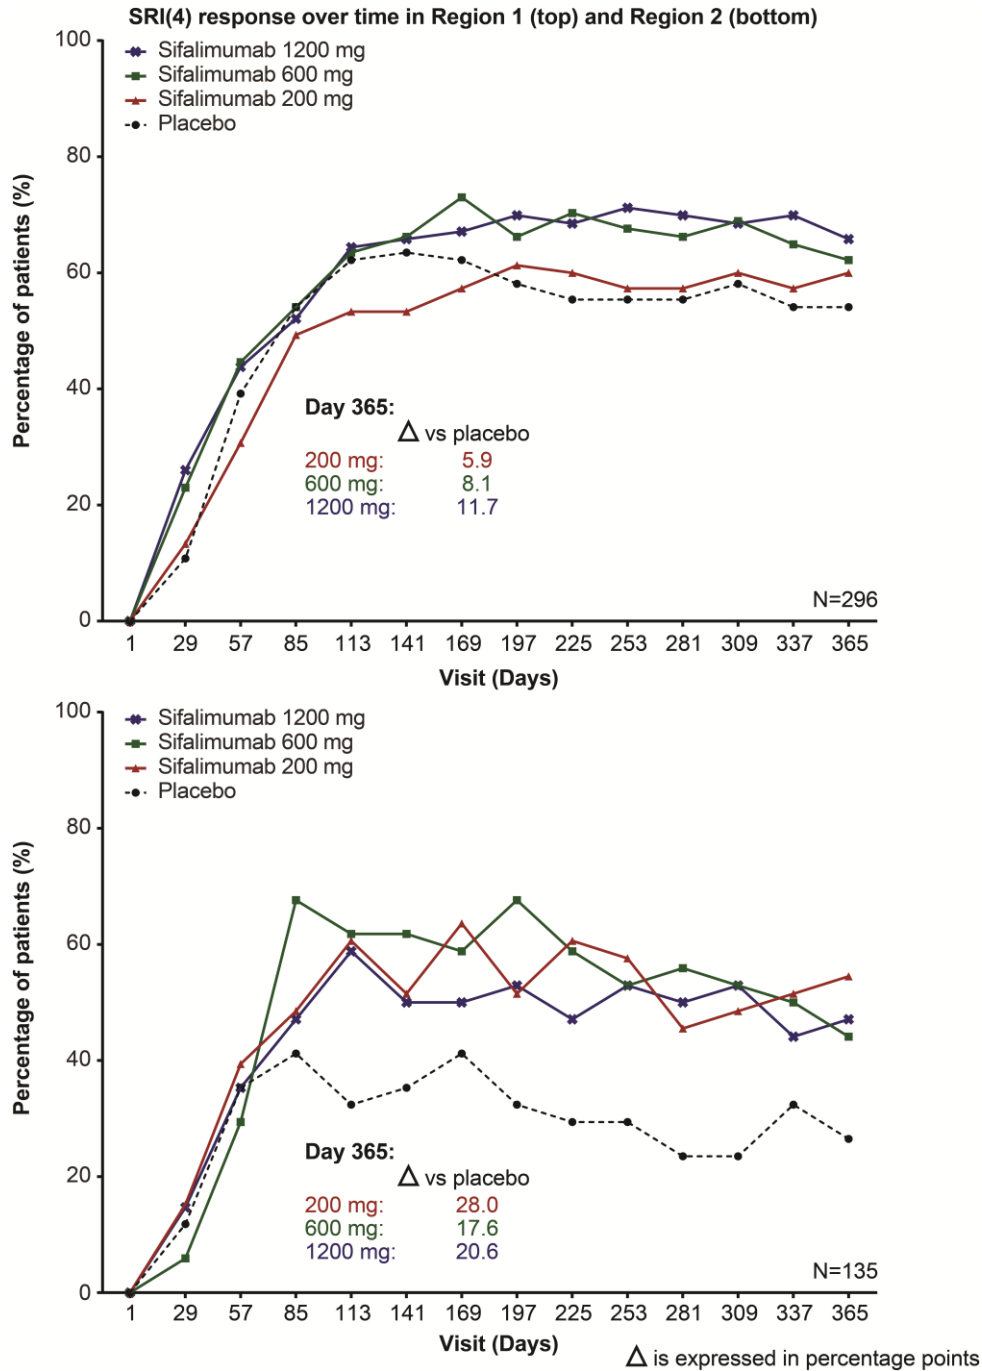 SRI(4) response over time in Region 1 (top) and Region 2 (bottom)
100
80
60
40
20
0
Percentage of patients (%)
Sifalimumab 1200 mg
Sifalimumab 600 mg
Sifalimumab 200 mg
Placebo
Day 365:
Δ vs placebo
200 mg: 5.9
600 mg: 8.1
1200 mg: 11.7
N=296
1 29 57 85 113 141 169 197 225 253 281 309 337 365
Visit (Days)
100
80
60
40
20
0
Percentage of patients (%)
Sifalimumab 1200 mg
Sifalimumab 600 mg
Sifalimumab 200 mg
Placebo
Day 365:
Δ vs placebo
200 mg: 28.0
600 mg: 17.6
1200 mg: 20.6
N=135
1 29 57 85 113 141 169 197 225 253 281 309 337 365
Visit (Days)
Δ is expressed in percentage points